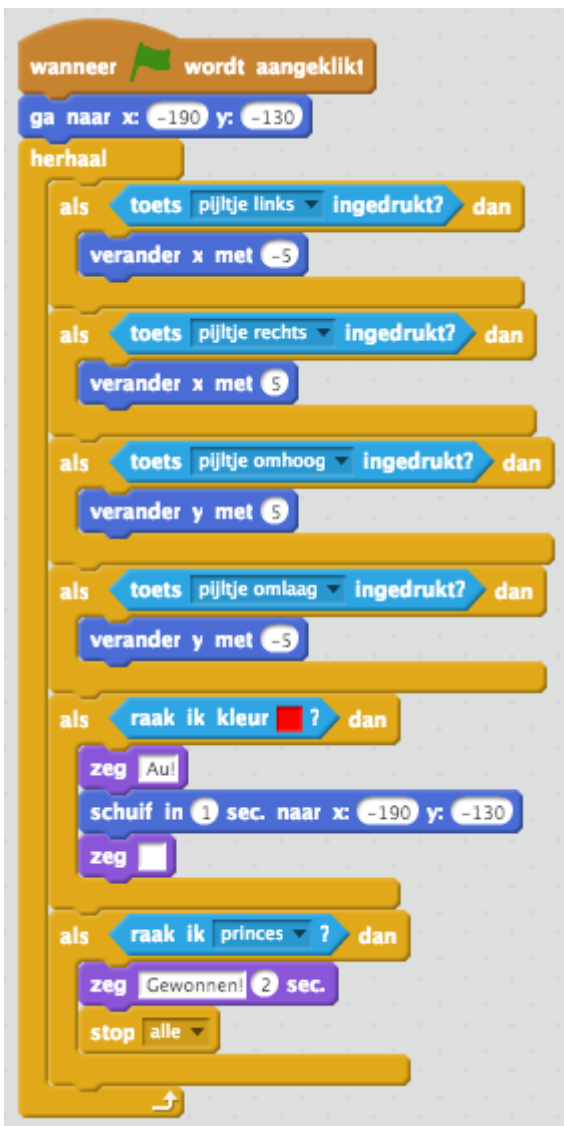 wanneer wordt aangeklikt
ga naar x: -190 y: -130
herhaal
als toets pijltje links ingedrukt? dan
verander x met -5
als toets pijltje rechts ingedrukt? dan
verander x met 5
als toets pijltje omhoog ingedrukt? dan
verander y met 5
als toets pijltje omlaag ingedrukt? dan
verander y met -5
als raak ik kleur ? dan
zeg Au!
schuif in 1 sec. naar x: -190 y: -130
zeg
als raak ik princes ? dan
zeg Gewonnen! 2 sec.
stop alle